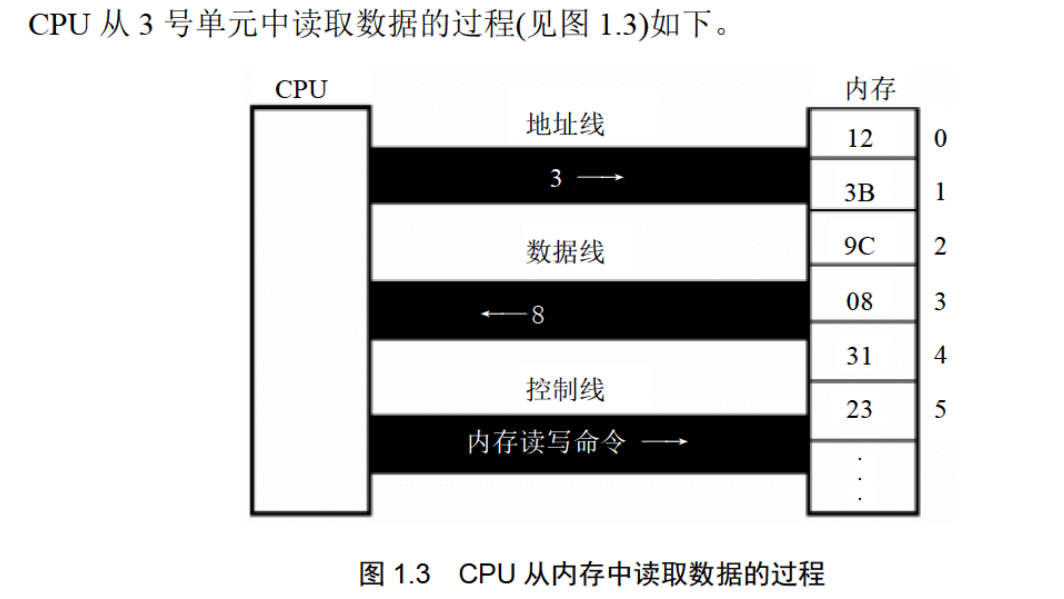 CPU 从 3 号单元中读取数据的过程(见图 1.3)如下。
CPU
内存
地址线
3 →
12 0
3B 1
数据线
9C 2
← 8
08 3
31 4
控制线
23 5
内存读写命令 →
.
.
.
图 1.3 CPU 从内存中读取数据的过程